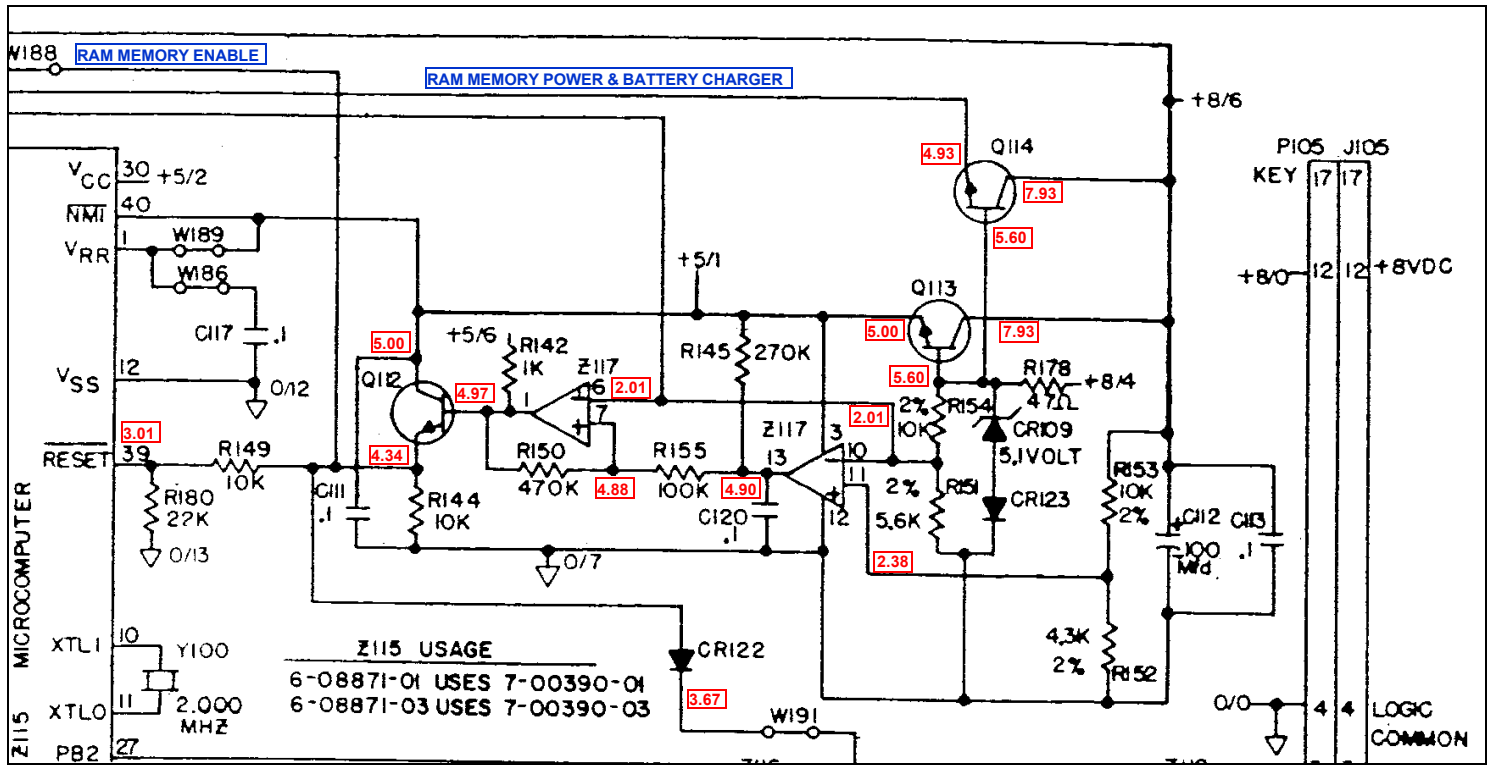 W188
RAM MEMORY ENABLE
RAM MEMORY POWER & BATTERY CHARGER
+8/6
P105 J105
KEY 17 17
4.93
Q114
7.93
5.60
VCC 30 +5/2
NMI 40
VRR 1
W189
W186
+5/1
+8/0 12 12 +8VDC
Q113
5.00
7.93
C117 .1
5.00
+5/6
R142
1K
Z117
R145 270K
5.60
R178
47Ω
+8/4
VSS 12
0/12
Q112
4.97
1
6
2.01
7
2.01
2%
10K
R154
CR109
5,1VOLT
3.01
RESET 39
R149
10K
4.34
R150
470K
4.88
R155
100K
4.90
Z117
13
3
10
11
12
2%
R151
5.6K
CR123
R153
10K
2%
R180
22K
0/13
C111
.1
R144
10K
C120
.1
0/7
2.38
C112
100
Mfd
C113
.1
Z115 MICROCOMPUTER
XTL1 10
Y100
XTL0 11
2.000
MHZ
PB2 27
Z115 USAGE
6-08871-01 USES 7-00390-01
6-08871-03 USES 7-00390-03
CR122
3.67
W191
4.3K
2%
R152
0/0
4 4 LOGIC
COMMON